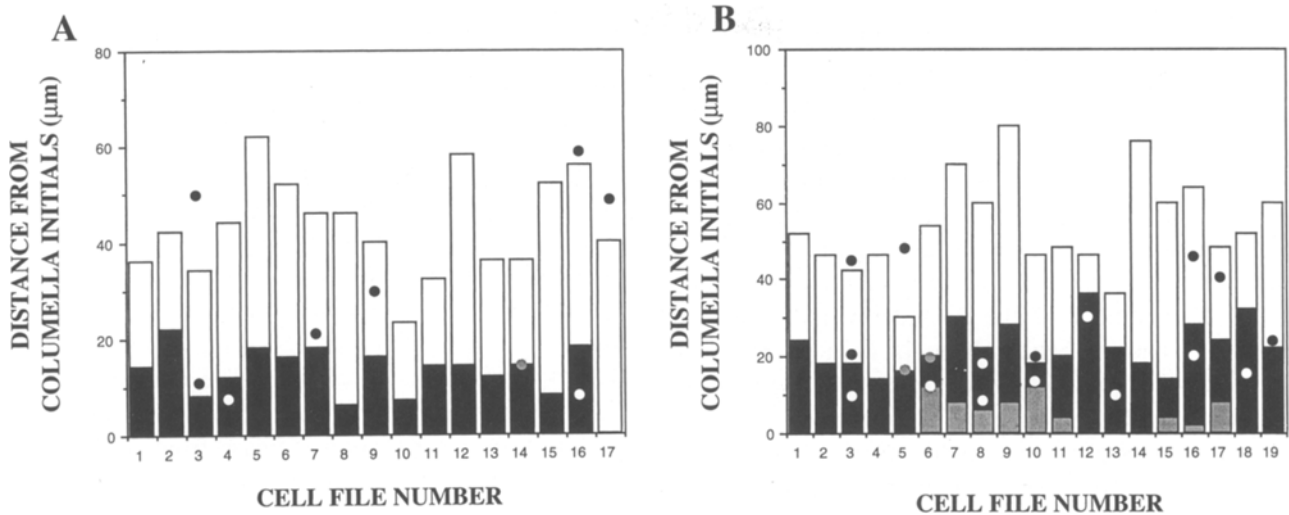 A
DISTANCE FROM
COLUMELLA INITIALS (µm)
80
60
40
20
0
1 2 3 4 5 6 7 8 9 10 11 12 13 14 15 16 17
CELL FILE NUMBER
B
DISTANCE FROM
COLUMELLA INITIALS (µm)
100
80
60
40
20
0
1 2 3 4 5 6 7 8 9 10 11 12 13 14 15 16 17 18 19
CELL FILE NUMBER